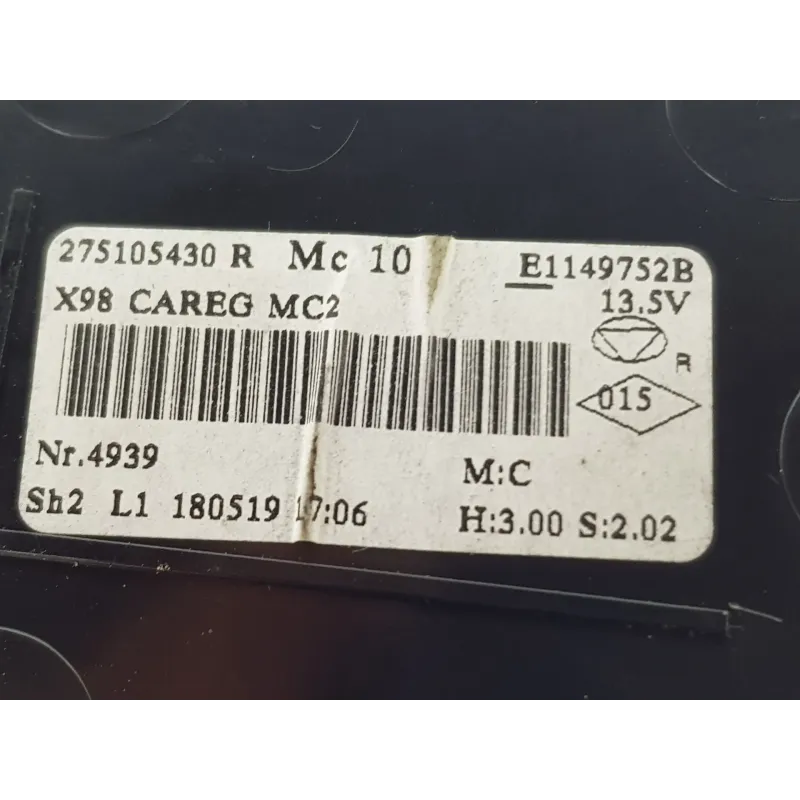 275105430 R Mc 10 E1149752B
X98 CAREG MC2 13.5V
R
015
Nr.4939 M:C
Sh2 L1 180519 17:06 H:3.00 S:2.02